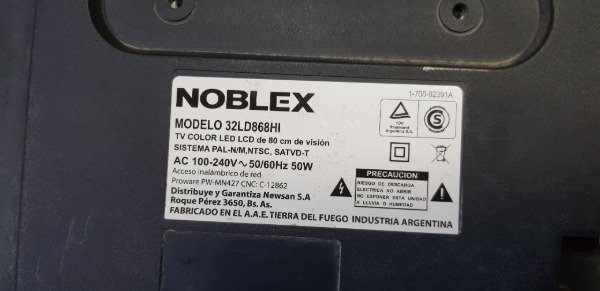 NOBLEX
MODELO 32LD868HI
TV COLOR LED LCD de 80 cm de visión
SISTEMA PAL-N/M,NTSC, SATVD-T
AC 100-240V~ 50/60Hz 50W
Acceso inalámbrico de red
Proware PW-MN427 CNC: C-12862
Distribuye y Garantiza Newsan S.A
Roque Pérez 3650, Bs. As.
FABRICADO EN EL A.A.E. TIERRA DEL FUEGO INDUSTRIA ARGENTINA
1-700-02391A
TÜV
Rheinland
Argentina S.A.
S
PRECAUCION
RIESGO DE DESCARGA
ELECTRICA NO ABRIR
NO EXPONER ESTA UNIDAD
A LLUVIA O HUMEDAD